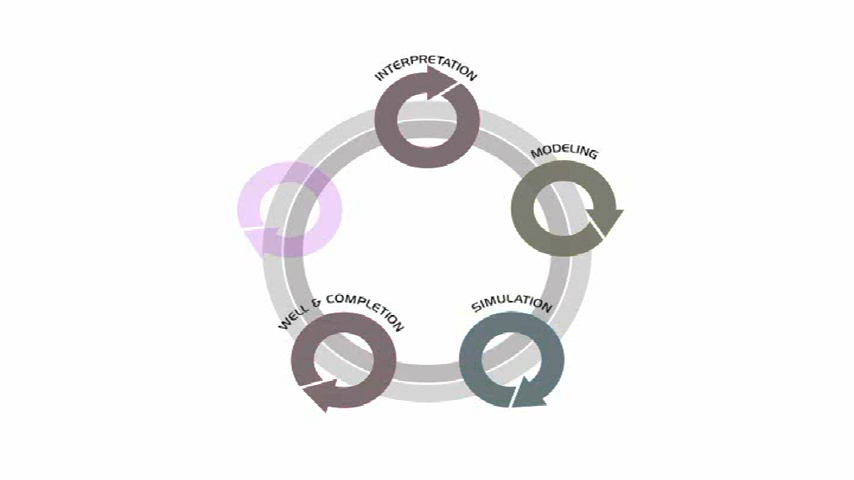 INTERPRETATION
MODELING
WELL & COMPLETION
SIMULATION